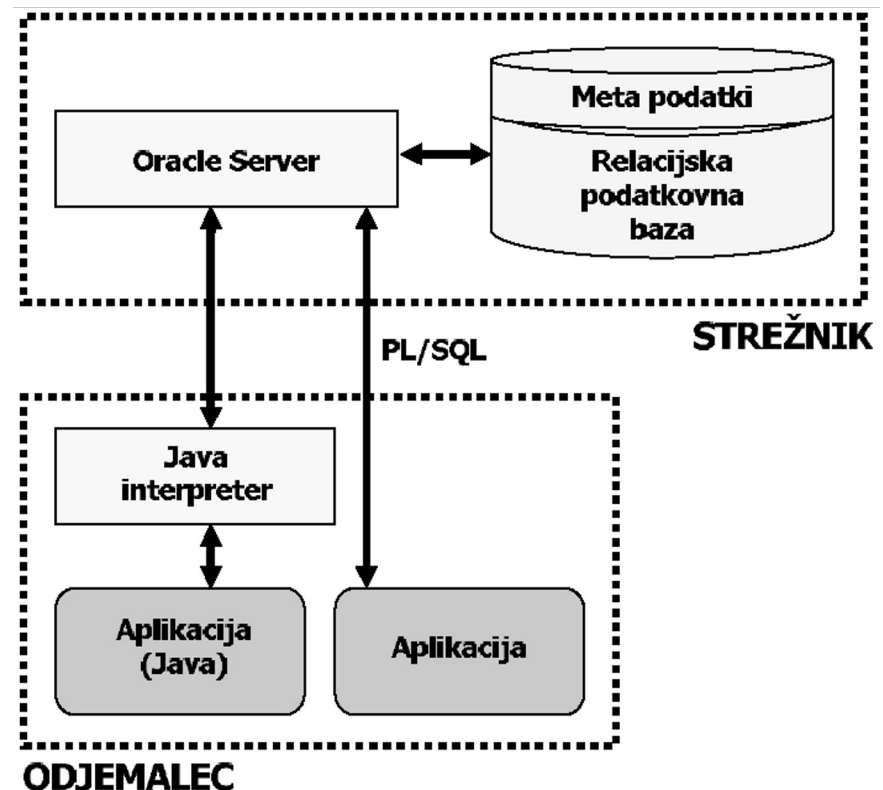 Meta podatki
Oracle Server
Relacijska
podatkovna
baza
STREŽNIK
PL/SQL
Java
interpreter
Aplikacija
(Java)
Aplikacija
ODJEMALEC